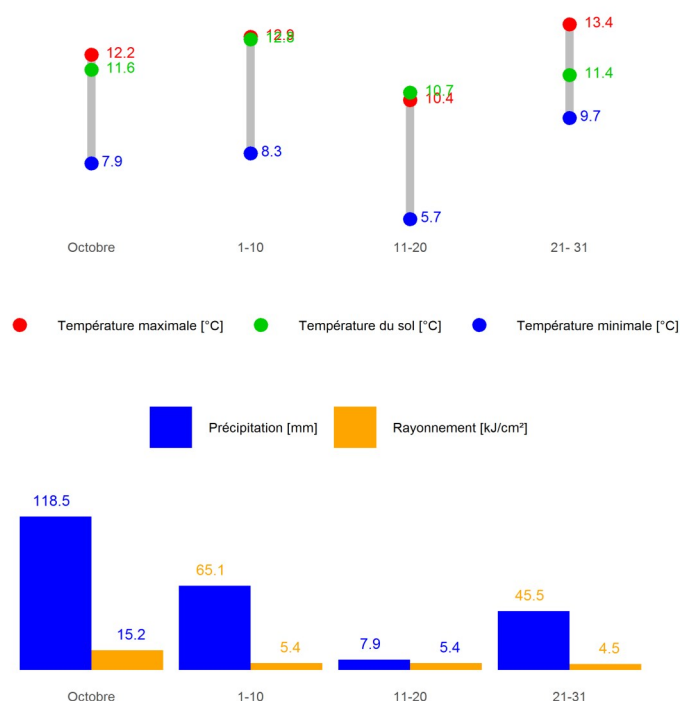 12.2
11.6
7.9
12.9
12.8
8.3
10.7
10.4
5.7
13.4
11.4
9.7
Octobre 1-10 11-20 21- 31
Température maximale [°C] Température du sol [°C] Température minimale [°C]
Précipitation [mm] Rayonnement [kJ/cm²]
118.5 15.2 65.1 5.4 7.9 5.4 45.5 4.5
Octobre 1-10 11-20 21-31